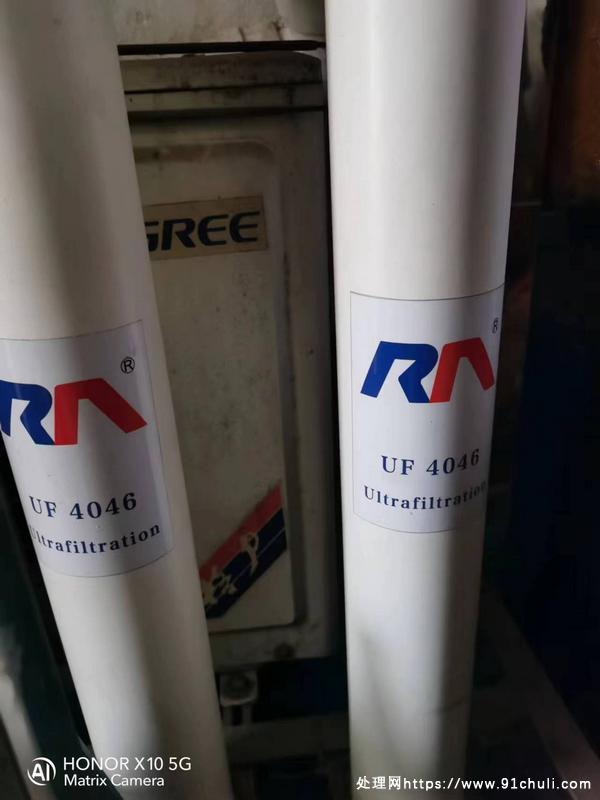 GREE
RA®
UF 4046
Ultrafiltration
RA®
UF 4046
Ultrafiltration
HONOR X10 5G
Matrix Camera
处理网https://www.91chuli.com